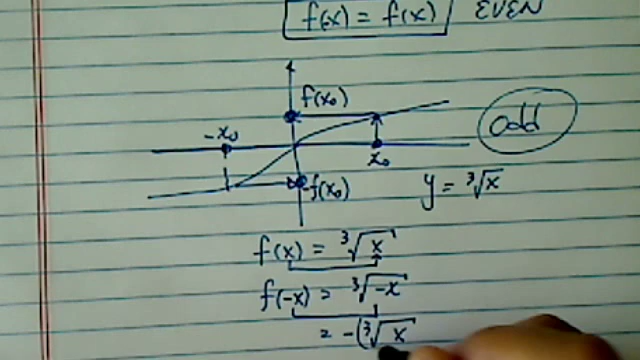 f(-x) = f(x) EVEN
f(x₀)
-x₀
x₀
odd
-f(x₀)
y = ∛x
f(x) = ∛x
f(-x) = ∛-x
= -(∛x